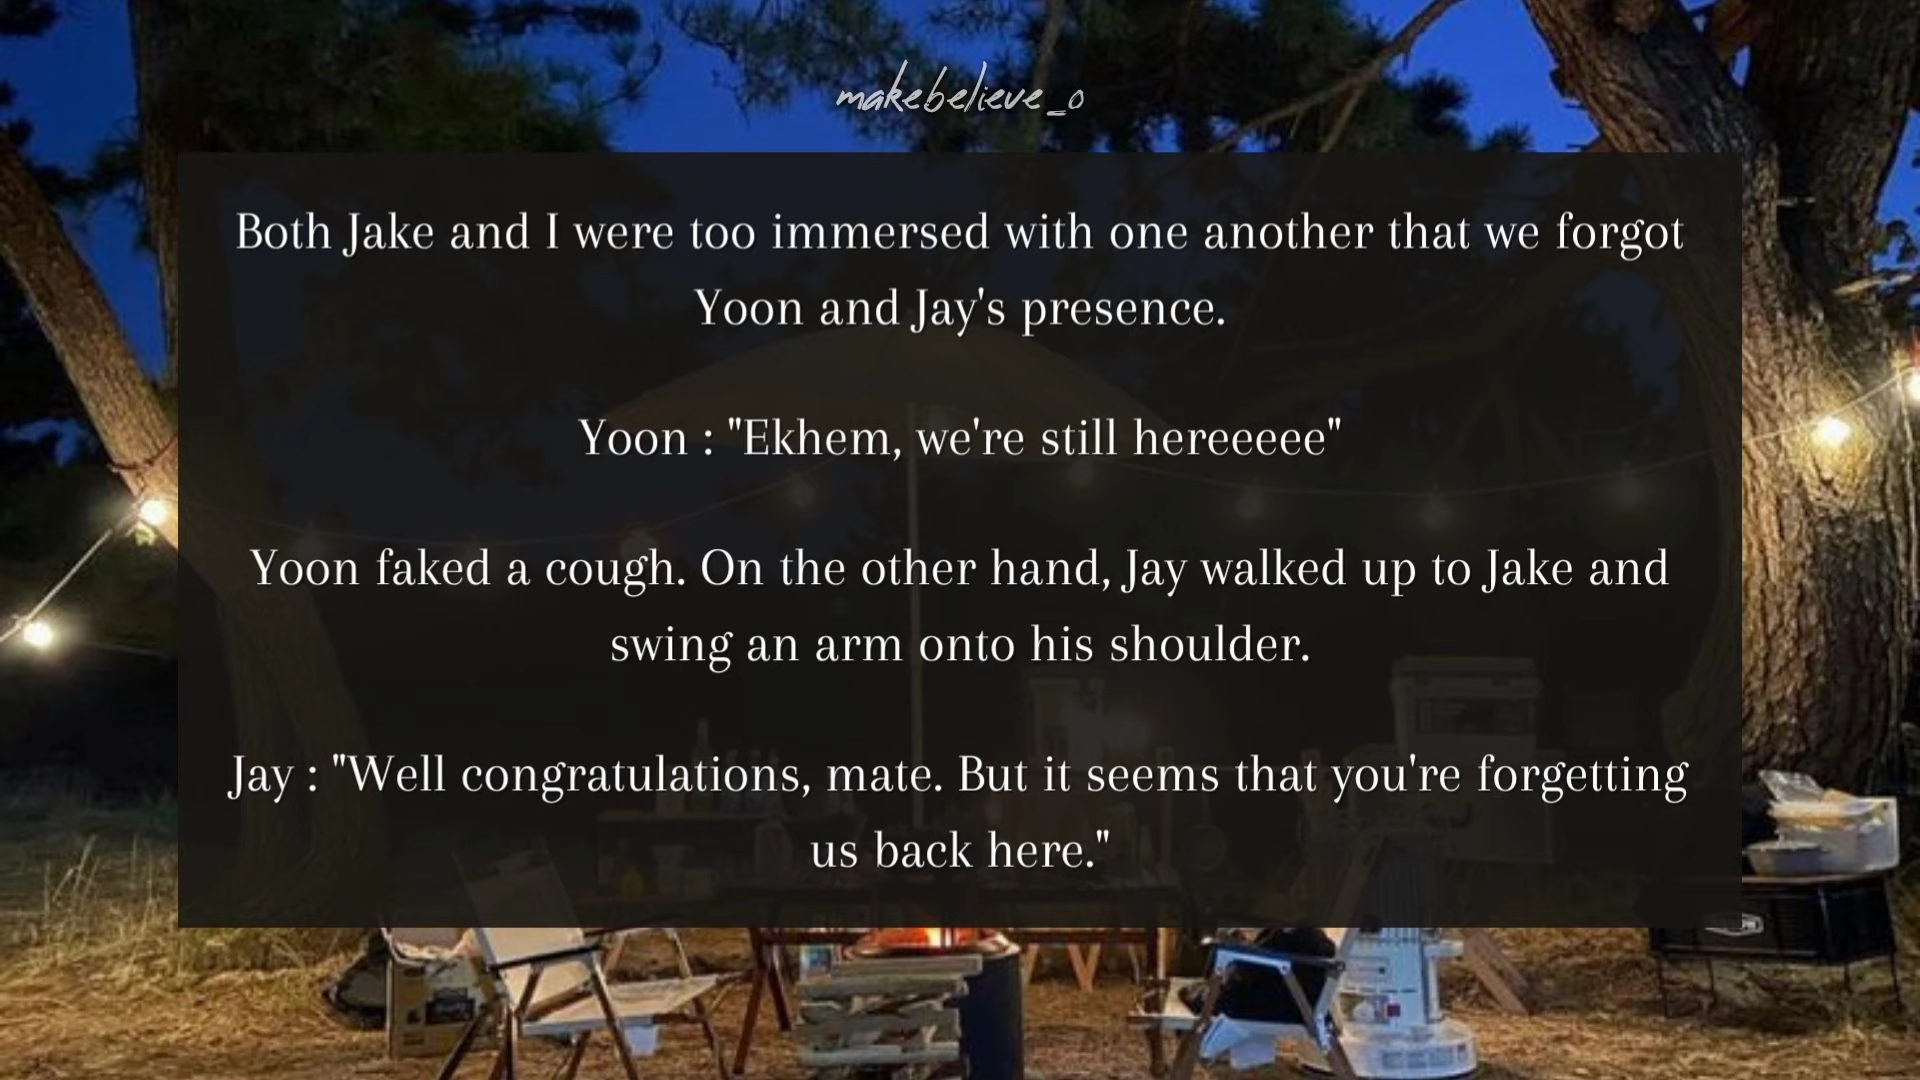 makebelieve_o
Both Jake and I were too immersed with one another that we forgot
Yoon and Jay's presence.
Yoon : "Ekhem, we're still hereeeee"
Yoon faked a cough. On the other hand, Jay walked up to Jake and
swing an arm onto his shoulder.
Jay : "Well congratulations, mate. But it seems that you're forgetting
us back here."